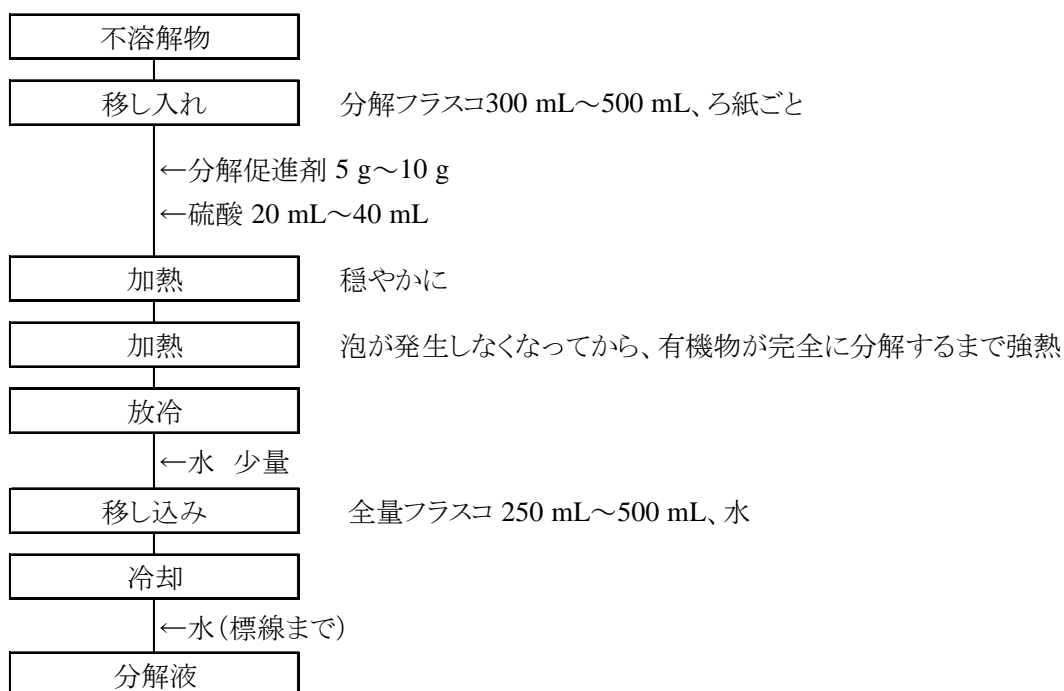 不溶解物
移し入れ 分解フラスコ300 mL～500 mL、ろ紙ごと
←分解促進剤 5 g～10 g
←硫酸 20 mL～40 mL
加熱 穏やかに
加熱 泡が発生しなくなってから、有機物が完全に分解するまで強熱
放冷
←水 少量
移し込み 全量フラスコ 250 mL～500 mL、水
冷却
←水（標線まで）
分解液